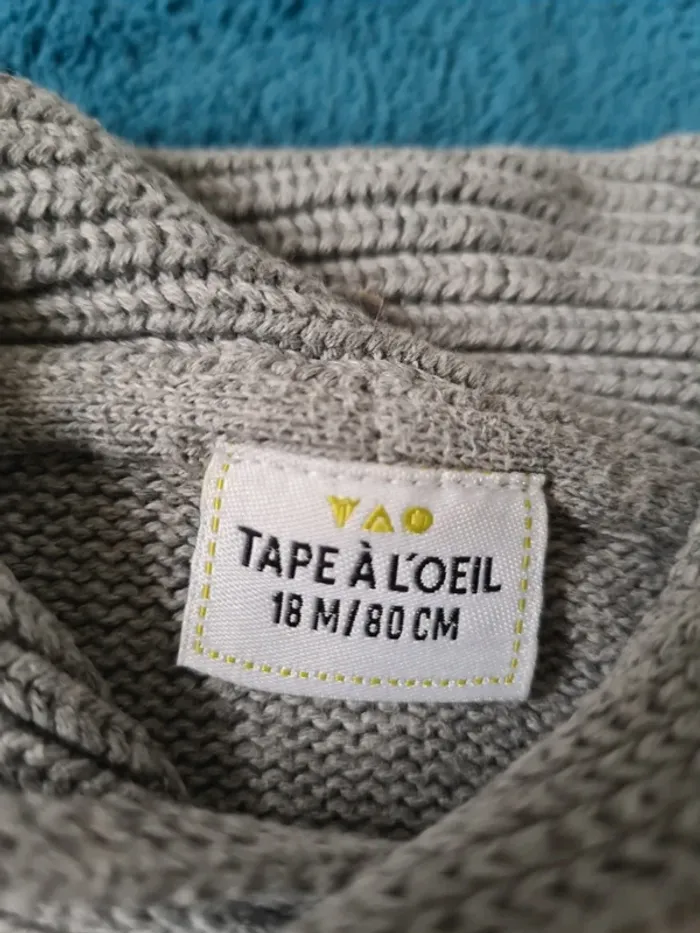 TAO
TAPE À L'OEIL
18 M/80 CM